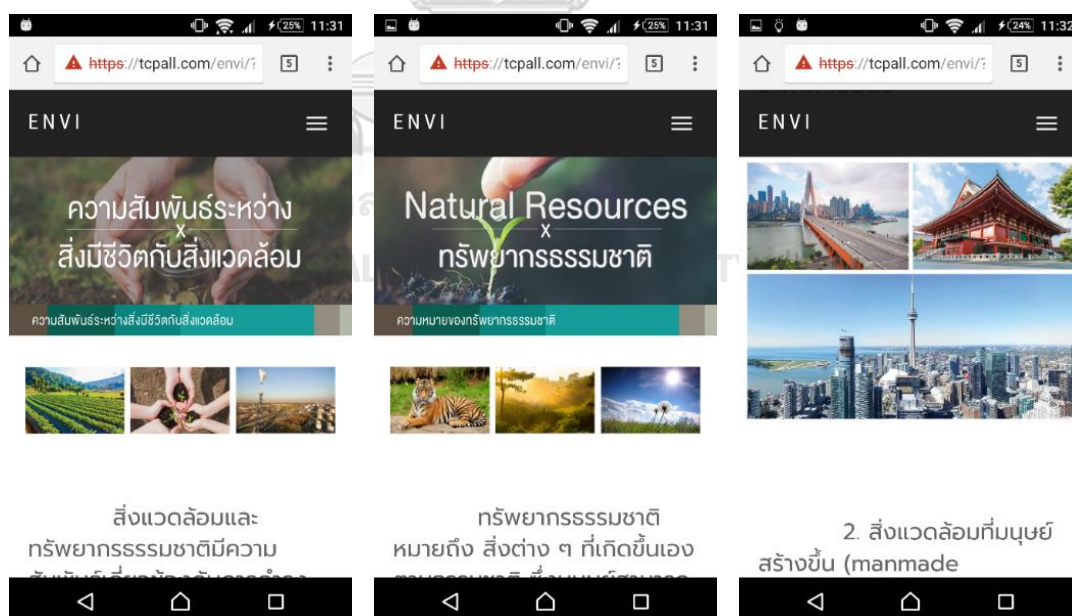 25% 11:31
https://tcpall.com/envi/?
5
ENVI
ความสัมพันธ์ระหว่าง
x
สิ่งมีชีวิตกับสิ่งแวดล้อม
ความสัมพันธ์ระหว่างสิ่งมีชีวิตกับสิ่งแวดล้อม
สิ่งแวดล้อมและ
ทรัพยากรธรรมชาติมีความ
25% 11:31
https://tcpall.com/envi/?
5
ENVI
Natural Resources
x
ทรัพยากรธรรมชาติ
ความหมายของทรัพยากรธรรมชาติ
ทรัพยากรธรรมชาติ
หมายถึง สิ่งต่าง ๆ ที่เกิดขึ้นเอง
24% 11:32
https://tcpall.com/envi/?
5
ENVI
2. สิ่งแวดล้อมที่มนุษย์
สร้างขึ้น (manmade